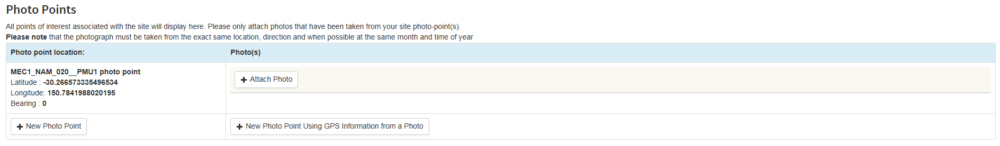 Photo Points
All points of interest associated with the site will display here. Please only attach photos that have been taken from your site photo-point(s).
Please note that the photograph must be taken from the exact same location, direction and when possible at the same month and time of year
Photo point location:
Photo(s)
MEC1_NAM_020__PMU1 photo point
Latitude : -30.266573335496534
Longitude: 150.7841988020195
Bearing : 0
Attach Photo
New Photo Point
New Photo Point Using GPS Information from a Photo